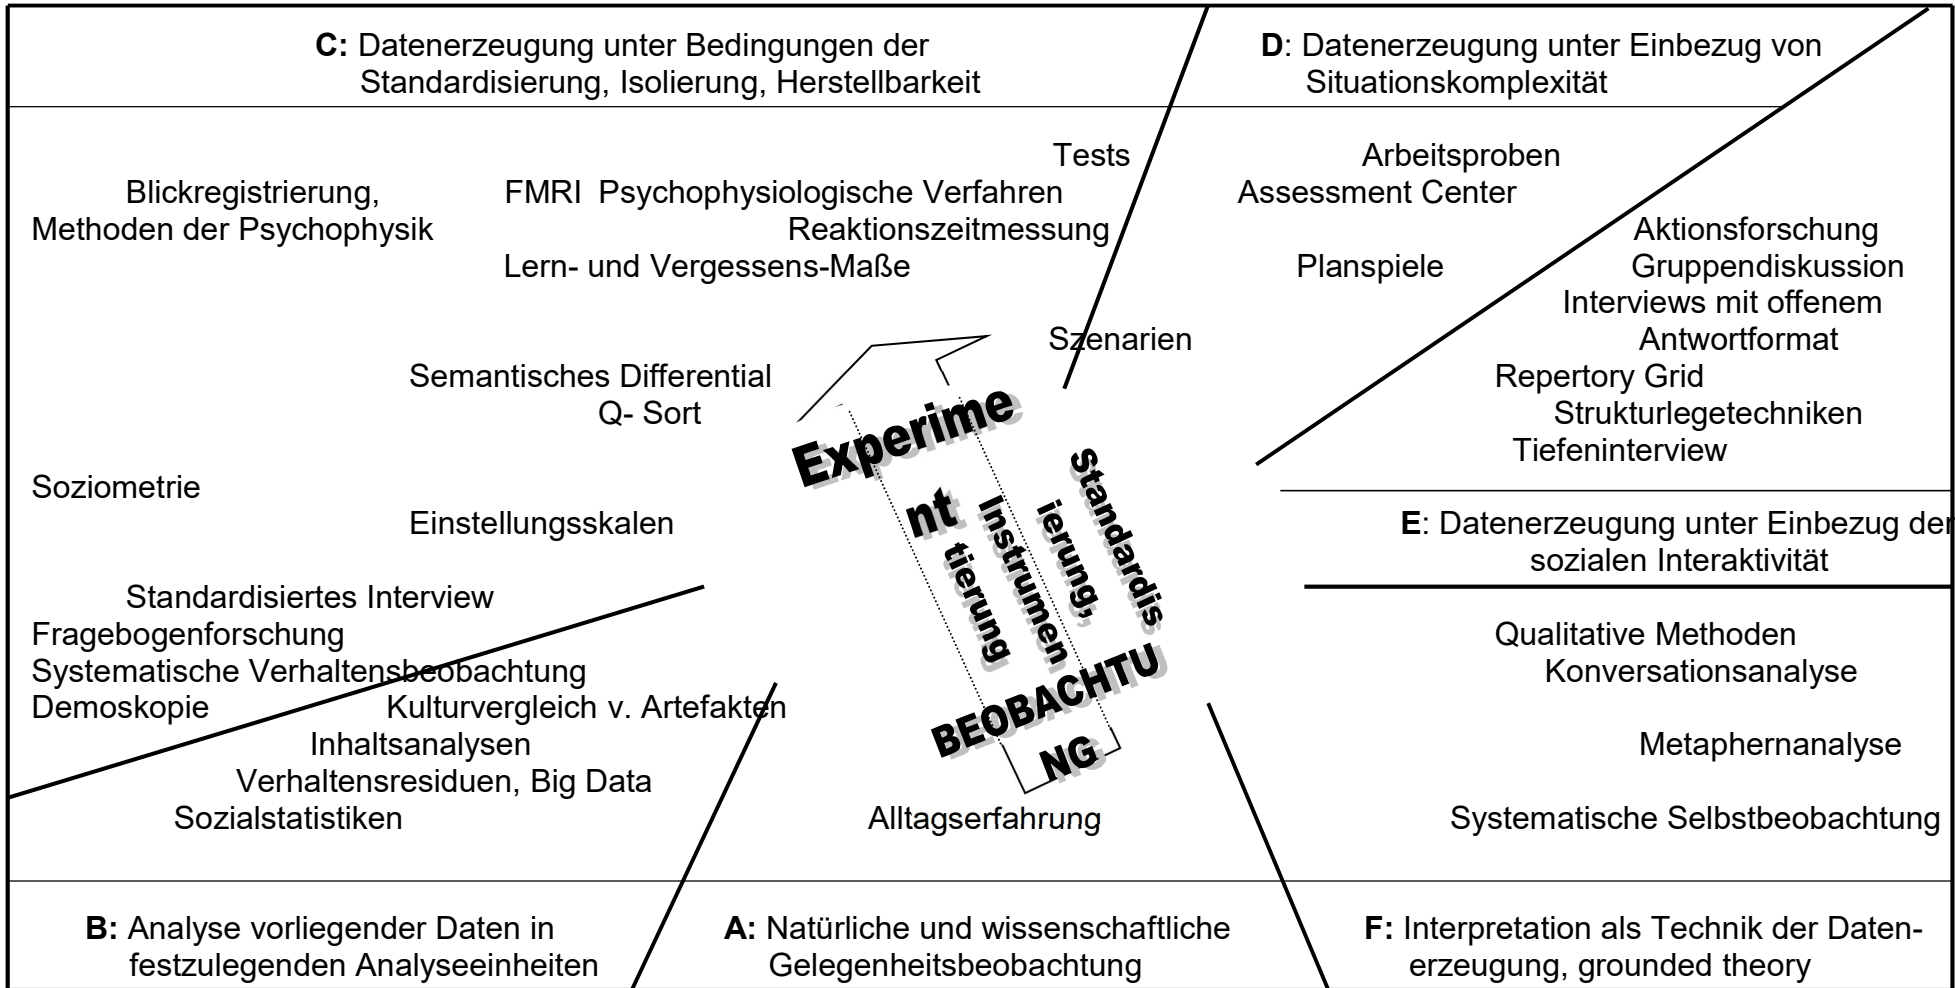 C: Datenerzeugung unter Bedingungen der
Standardisierung, Isolierung, Herstellbarkeit
D: Datenerzeugung unter Einbezug von
Situationskomplexität
Tests
Blickregistrierung,
Methoden der Psychophysik
FMRI Psychophysiologische Verfahren
Reaktionszeitmessung
Lern- und Vergessens-Maße
Arbeitsproben
Assessment Center
Planspiele
Szenarien
Aktionsforschung
Gruppendiskussion
Interviews mit offenem
Antwortformat
Repertory Grid
Strukturlegetechniken
Tiefeninterview
E: Datenerzeugung unter Einbezug der
sozialen Interaktivität
Semantisches Differential
Q- Sort
Soziometrie
Einstellungsskalen
Standardisiertes Interview
Fragebogenforschung
Systematische Verhaltensbeobachtung
Demoskopie
Experime
nt
Standardis
ierung,
Instrumen
tierung
BEOBACHTU
NG
Kulturvergleich v. Artefakten
Inhaltsanalysen
Verhaltensresiduen, Big Data
Sozialstatistiken
Alltagserfahrung
Qualitative Methoden
Konversationsanalyse
Metaphernanalyse
Systematische Selbstbeobachtung
B: Analyse vorliegender Daten in
festzulegenden Analyseeinheiten
A: Natürliche und wissenschaftliche
Gelegenheitsbeobachtung
F: Interpretation als Technik der Daten-
erzeugung, grounded theory